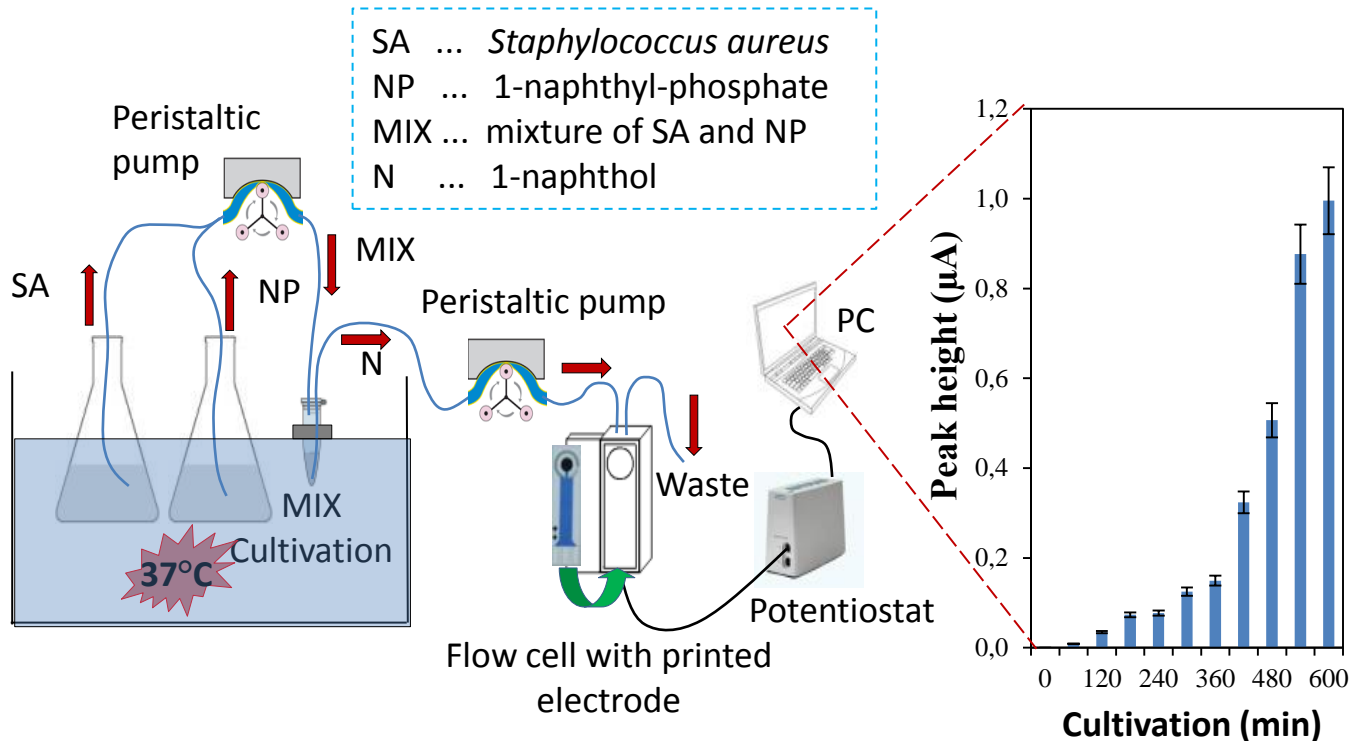 SA ... Staphylococcus aureus
NP ... 1-naphthyl-phosphate
MIX ... mixture of SA and NP
N ... 1-naphthol
Peristaltic
pump
SA
NP
MIX
N
Peristaltic pump
PC
MIX
Cultivation
37°C
Waste
Potentiostat
Flow cell with printed
electrode
Peak height (µA)
1,2
1,0
0,8
0,6
0,4
0,2
0,0
0 120 240 360 480 600
Cultivation (min)